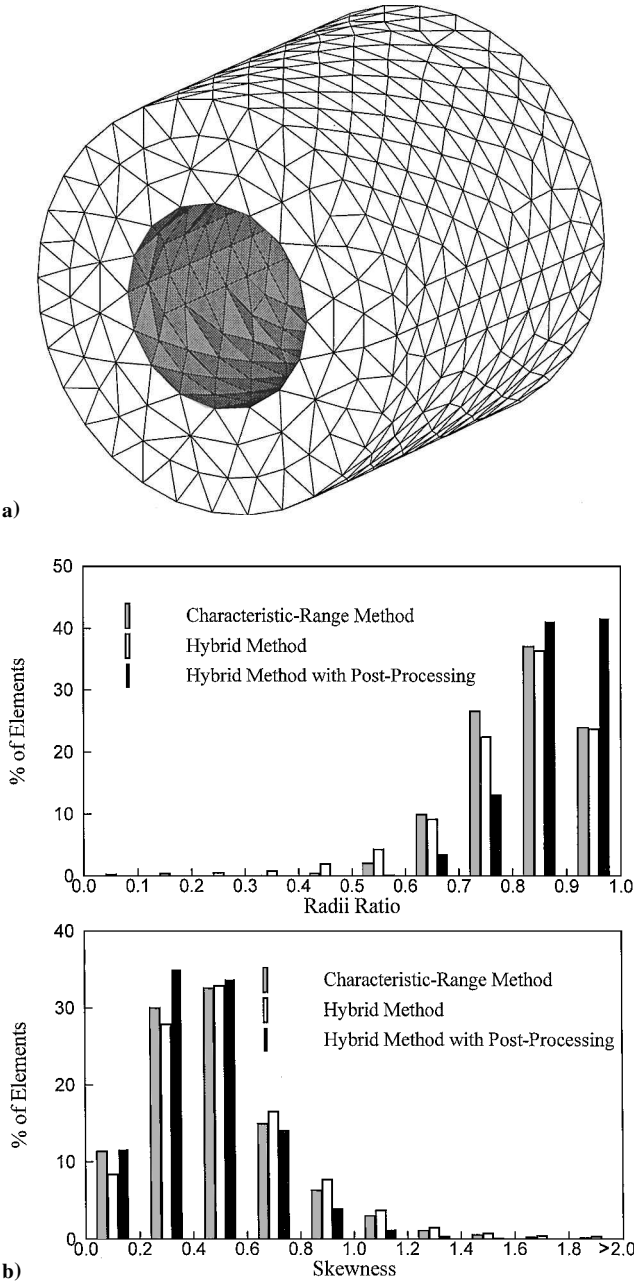 a)
50
40
30
20
10
0
% of Elements
Characteristic-Range Method
Hybrid Method
Hybrid Method with Post-Processing
0.0 0.1 0.2 0.3 0.4 0.5 0.6 0.7 0.8 0.9 1.0
Radii Ratio
40
30
20
10
0
% of Elements
Characteristic-Range Method
Hybrid Method
Hybrid Method with Post-Processing
0.0 0.2 0.4 0.6 0.8 1.0 1.2 1.4 1.6 1.8 >2.0
Skewness
b)